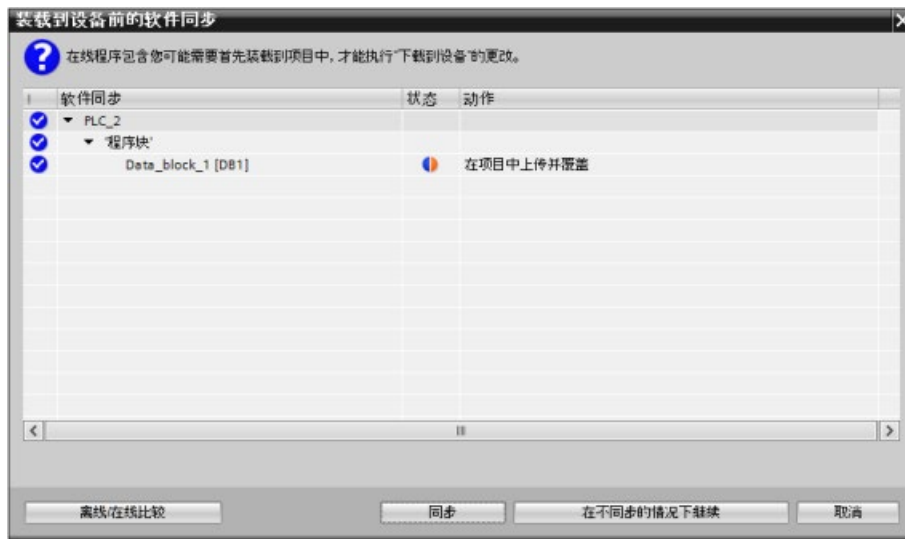 装载到设备前的软件同步
在线程序包含您可能需要首先装载到项目中，才能执行"下载到设备"的更改。
软件同步 状态 动作
PLC_2
'程序块'
Data_block_1 [DB1] 在项目中上传并覆盖
离线/在线比较 同步 在不同步的情况下继续 取消